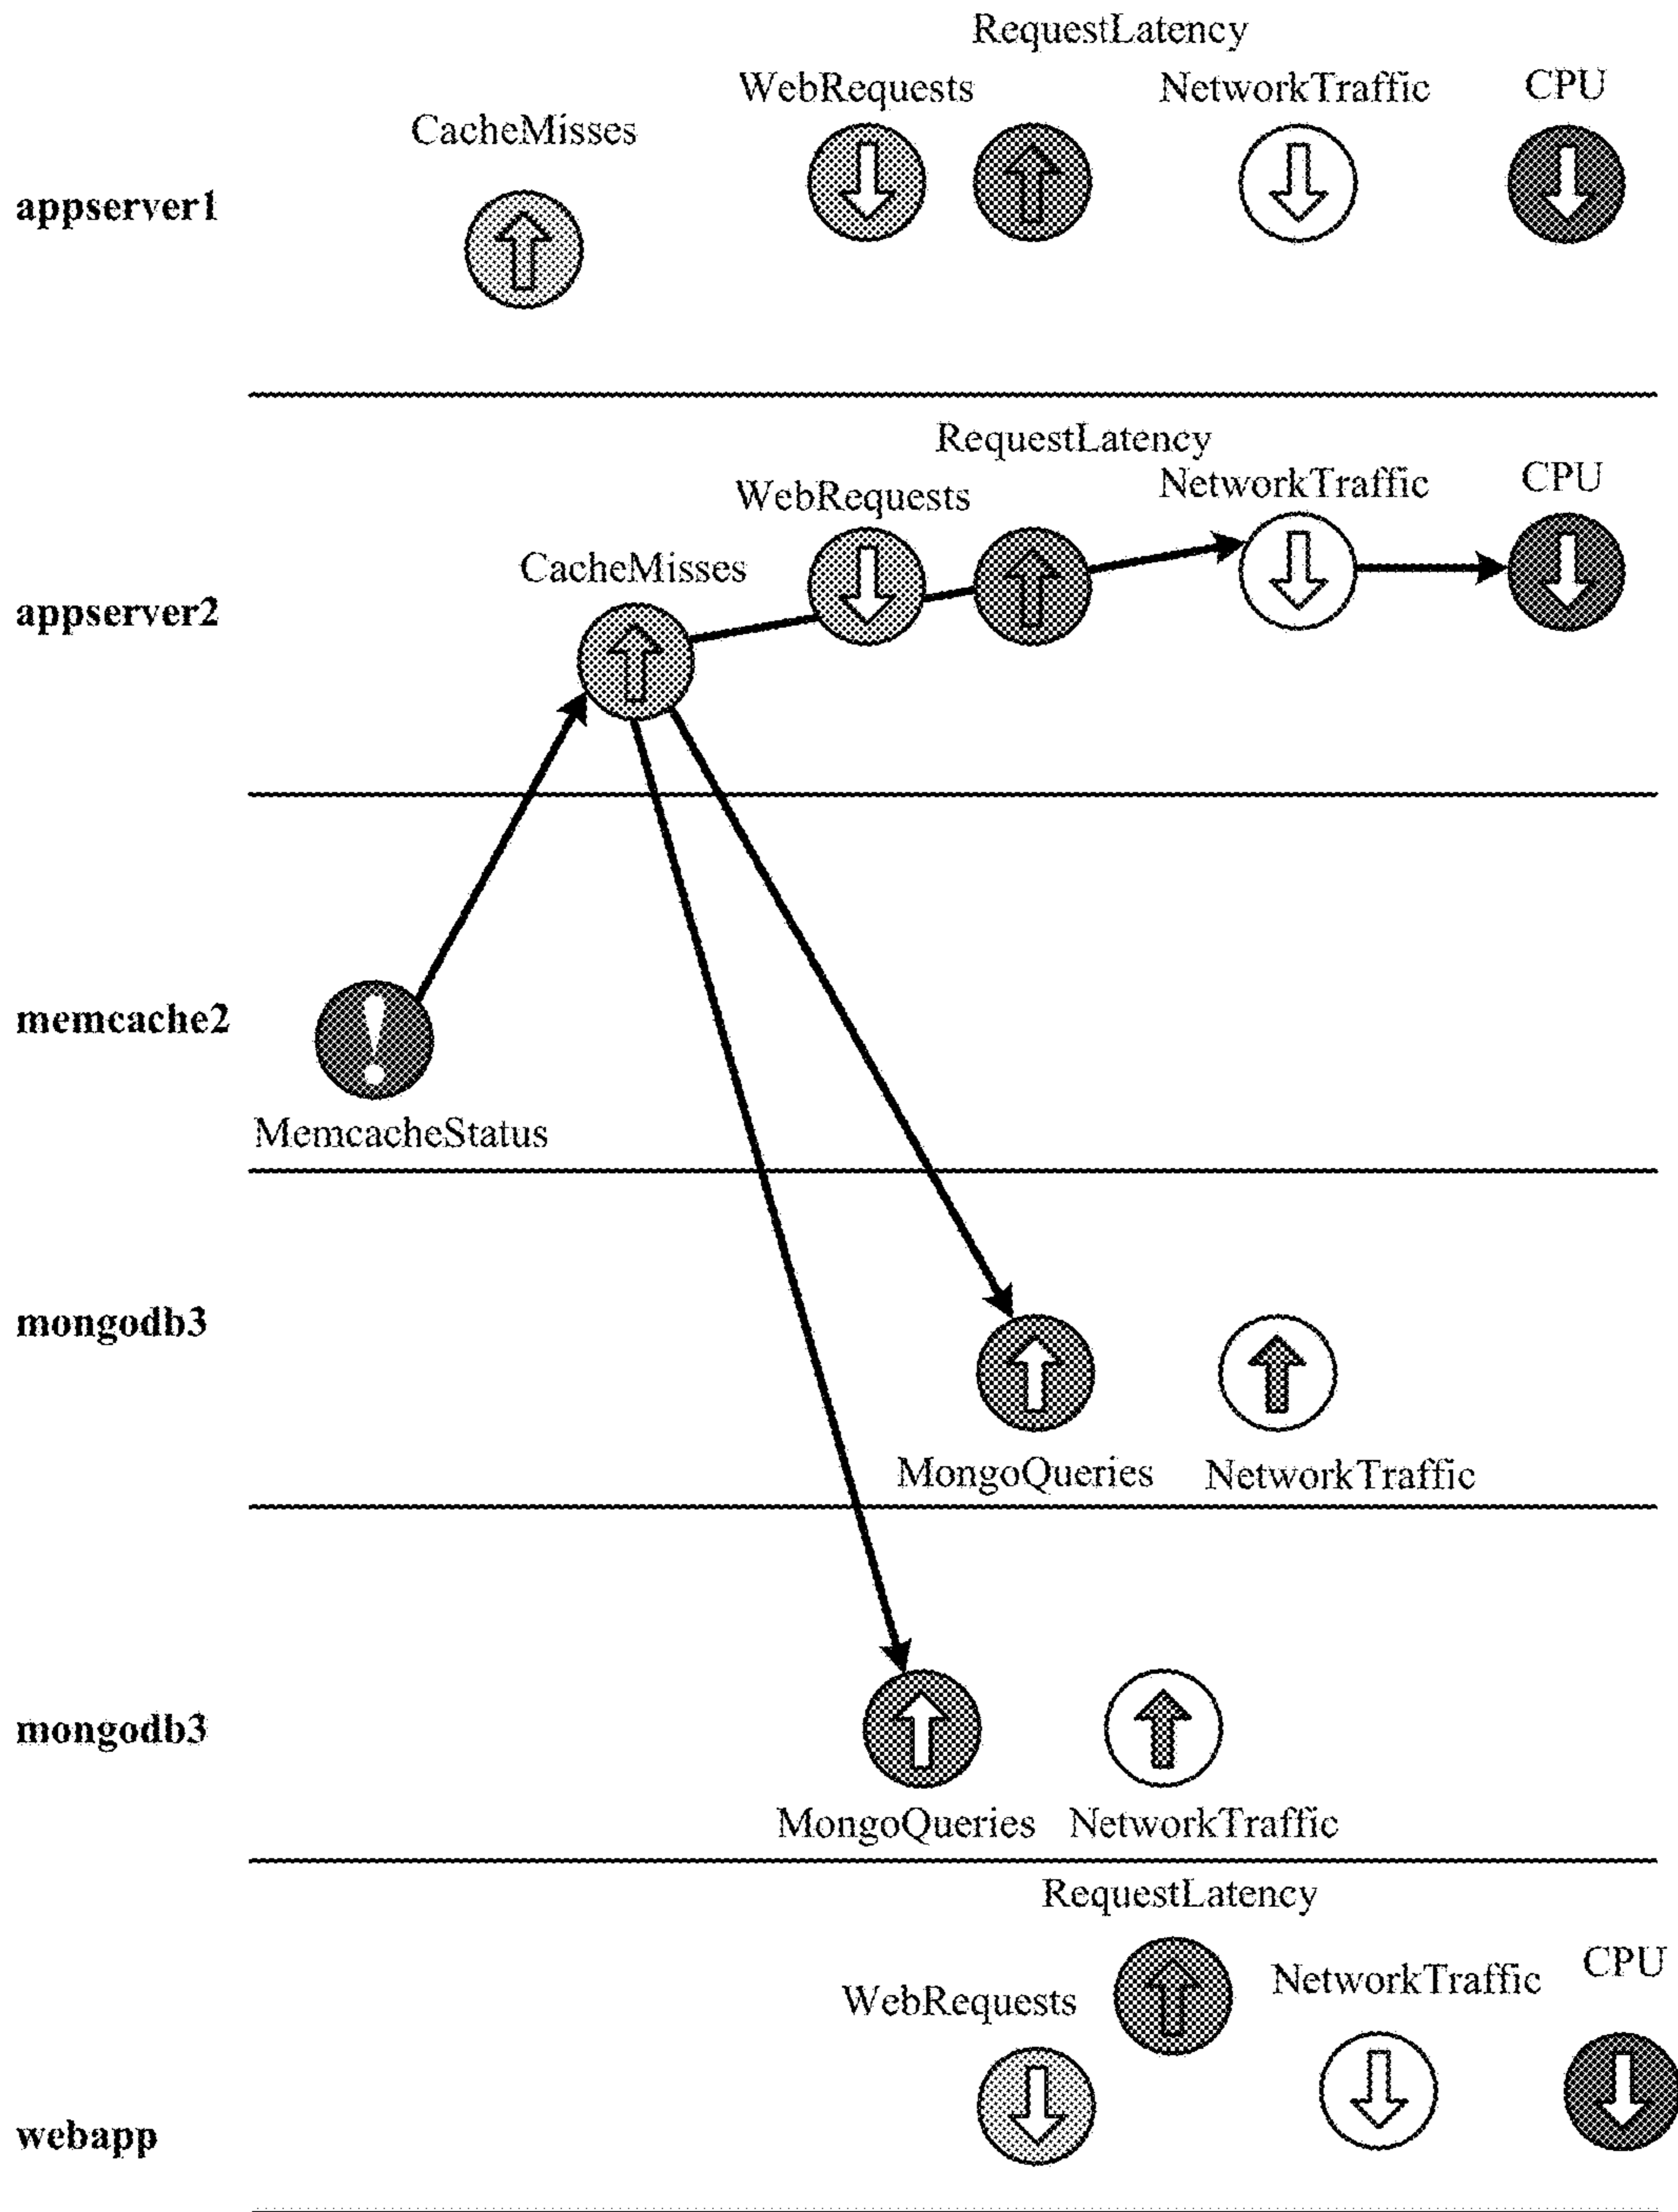 RequestLatency
WebRequests
NetworkTraffic
CPU
CacheMisses
appserver1
RequestLatency
WebRequests
NetworkTraffic
CPU
CacheMisses
appserver2
!
memcache2
MemcacheStatus
mongodb3
MongoQueries
NetworkTraffic
mongodb3
MongoQueries
NetworkTraffic
RequestLatency
WebRequests
NetworkTraffic
CPU
webapp